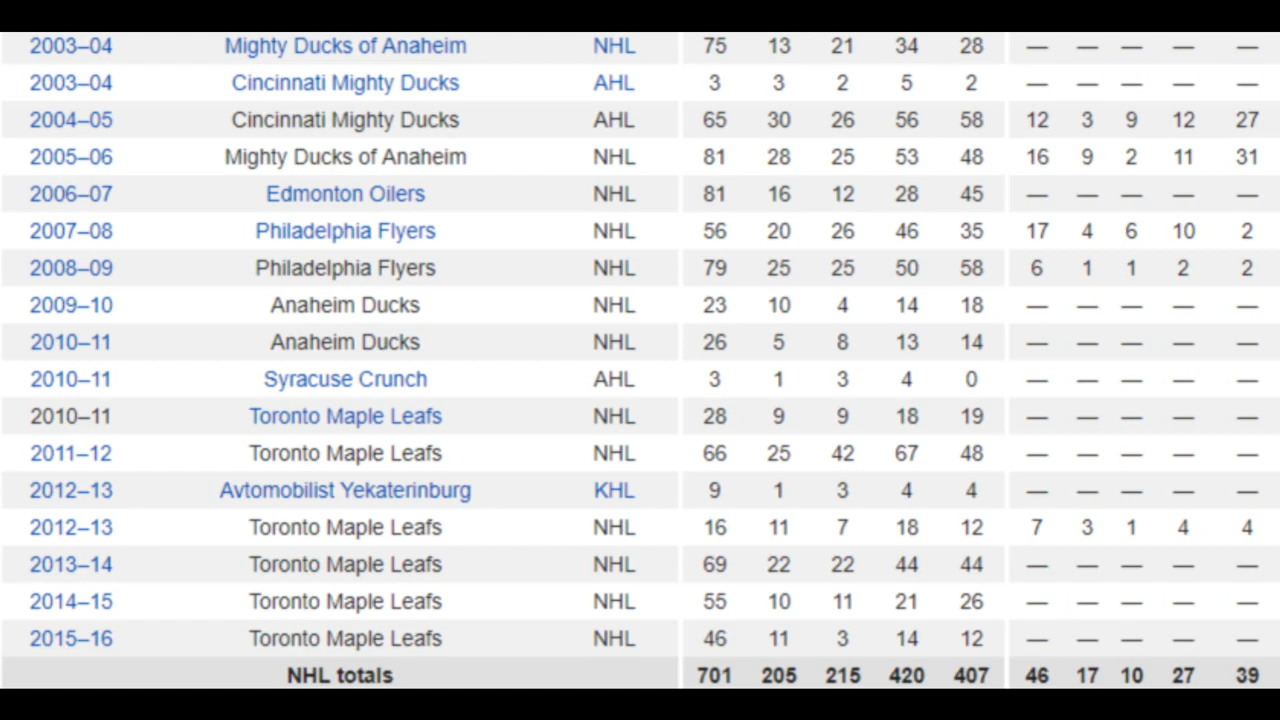 2003–04 Mighty Ducks of Anaheim NHL 75 13 21 34 28 — — — — —
2003–04 Cincinnati Mighty Ducks AHL 3 3 2 5 2 — — — — —
2004–05 Cincinnati Mighty Ducks AHL 65 30 26 56 58 12 3 9 12 27
2005–06 Mighty Ducks of Anaheim NHL 81 28 25 53 48 16 9 2 11 31
2006–07 Edmonton Oilers NHL 81 16 12 28 45 — — — — —
2007–08 Philadelphia Flyers NHL 56 20 26 46 35 17 4 6 10 2
2008–09 Philadelphia Flyers NHL 79 25 25 50 58 6 1 1 2 2
2009–10 Anaheim Ducks NHL 23 10 4 14 18 — — — — —
2010–11 Anaheim Ducks NHL 26 5 8 13 14 — — — — —
2010–11 Syracuse Crunch AHL 3 1 3 4 0 — — — — —
2010–11 Toronto Maple Leafs NHL 28 9 9 18 19 — — — — —
2011–12 Toronto Maple Leafs NHL 66 25 42 67 48 — — — — —
2012–13 Avtomobilist Yekaterinburg KHL 9 1 3 4 4 — — — — —
2012–13 Toronto Maple Leafs NHL 16 11 7 18 12 7 3 1 4 4
2013–14 Toronto Maple Leafs NHL 69 22 22 44 44 — — — — —
2014–15 Toronto Maple Leafs NHL 55 10 11 21 26 — — — — —
2015–16 Toronto Maple Leafs NHL 46 11 3 14 12 — — — — —
NHL totals 701 205 215 420 407 46 17 10 27 39